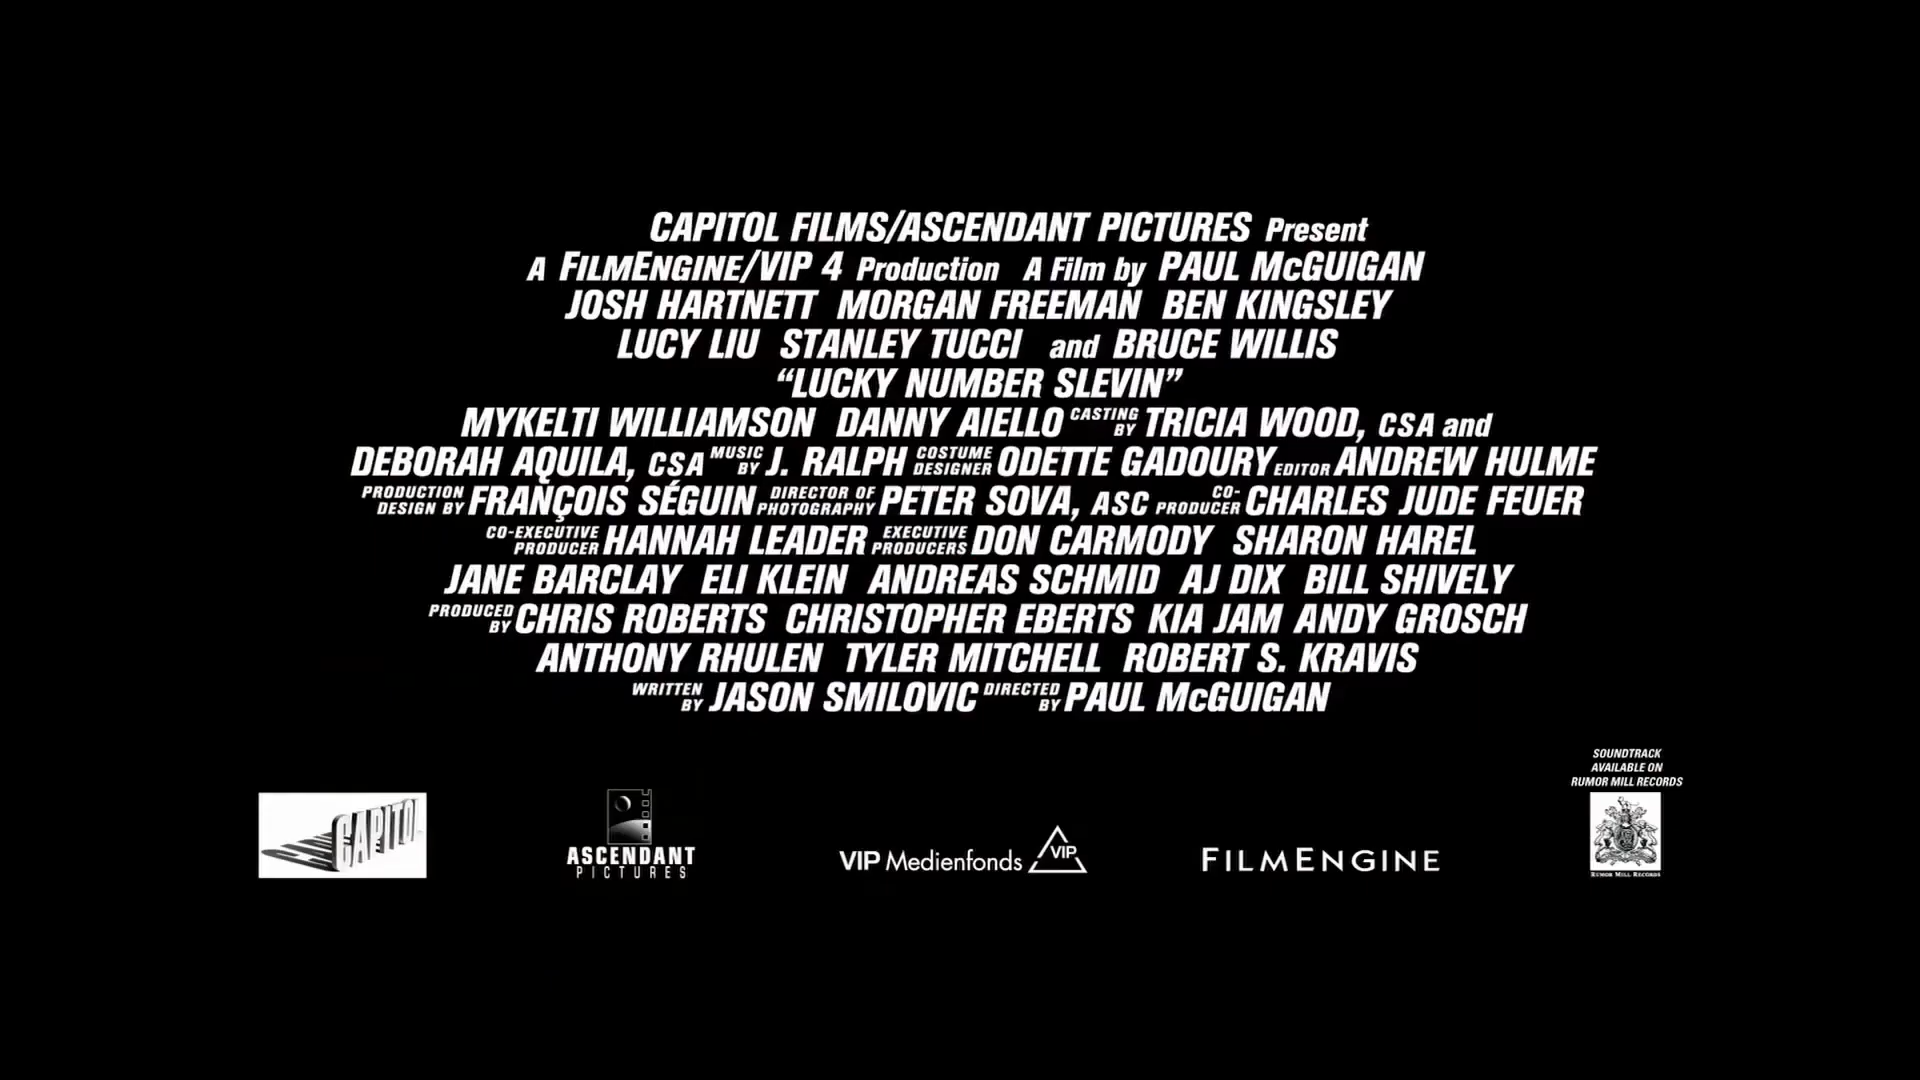 CAPITOL FILMS/ASCENDANT PICTURES Present
A FILMENGINE/VIP 4 Production A Film by PAUL McGUIGAN
JOSH HARTNETT MORGAN FREEMAN BEN KINGSLEY
LUCY LIU STANLEY TUCCI and BRUCE WILLIS
“LUCKY NUMBER SLEVIN”
MYKELTI WILLIAMSON DANNY AIELLO CASTING BY TRICIA WOOD, CSA and
DEBORAH AQUILA, CSA MUSIC BY J. RALPH COSTUME DESIGNER ODETTE GADOURY EDITOR ANDREW HULME
PRODUCTION DESIGN BY FRANÇOIS SÉGUIN DIRECTOR OF PHOTOGRAPHY PETER SOVA, ASC CO-PRODUCER CHARLES JUDE FEUER
CO-EXECUTIVE PRODUCER HANNAH LEADER EXECUTIVE PRODUCERS DON CARMODY SHARON HAREL
JANE BARCLAY ELI KLEIN ANDREAS SCHMID AJ DIX BILL SHIVELY
PRODUCED BY CHRIS ROBERTS CHRISTOPHER EBERTS KIA JAM ANDY GROSCH
ANTHONY RHULEN TYLER MITCHELL ROBERT S. KRAVIS
WRITTEN BY JASON SMILOVIC DIRECTED BY PAUL McGUIGAN
SOUNDTRACK
AVAILABLE ON
RUMOR MILL RECORDS
CAPITOL
ASCENDANT
PICTURES
VIP Medienfonds VIP
FILMENGINE
RUMOR MILL RECORDS